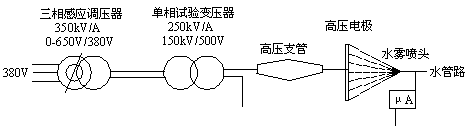 三相感应调压器
350kV/A
0-650V/380V
380V
单相试验变压器
250kV/A
150kV/500V
高压支管
高压电极
水雾喷头
水管路
μA